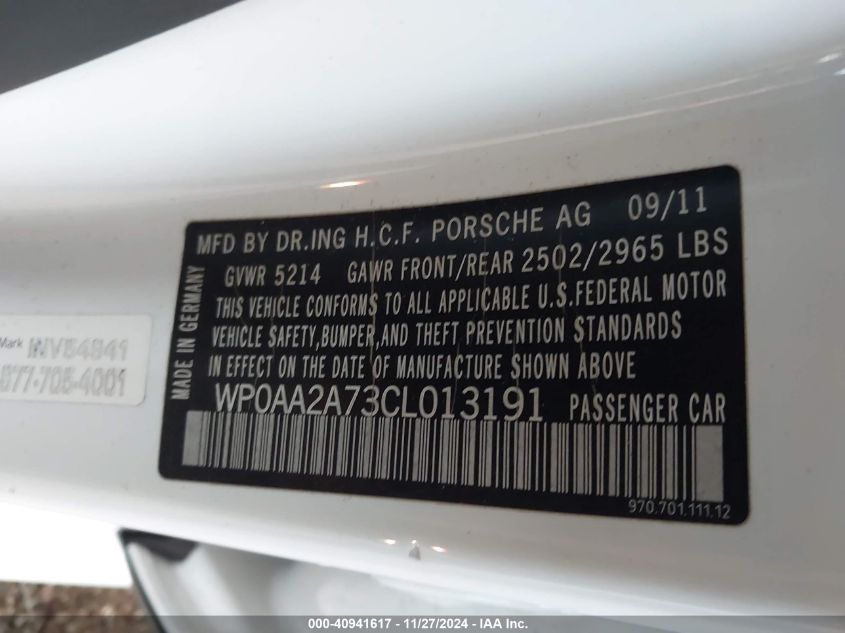 MFD BY DR.ING H.C.F. PORSCHE AG 09/11
GVWR 5214 GAWR FRONT/REAR 2502/2965 LBS
THIS VEHICLE CONFORMS TO ALL APPLICABLE U.S.FEDERAL MOTOR
VEHICLE SAFETY,BUMPER,AND THEFT PREVENTION STANDARDS
IN EFFECT ON THE DATE OF MANUFACTURE SHOWN ABOVE
WP0AA2A73CL013191 PASSENGER CAR
MADE IN GERMANY
970.701.111.12
Mark
877-705-4001
000-40941617 - 11/27/2024 - IAA Inc.